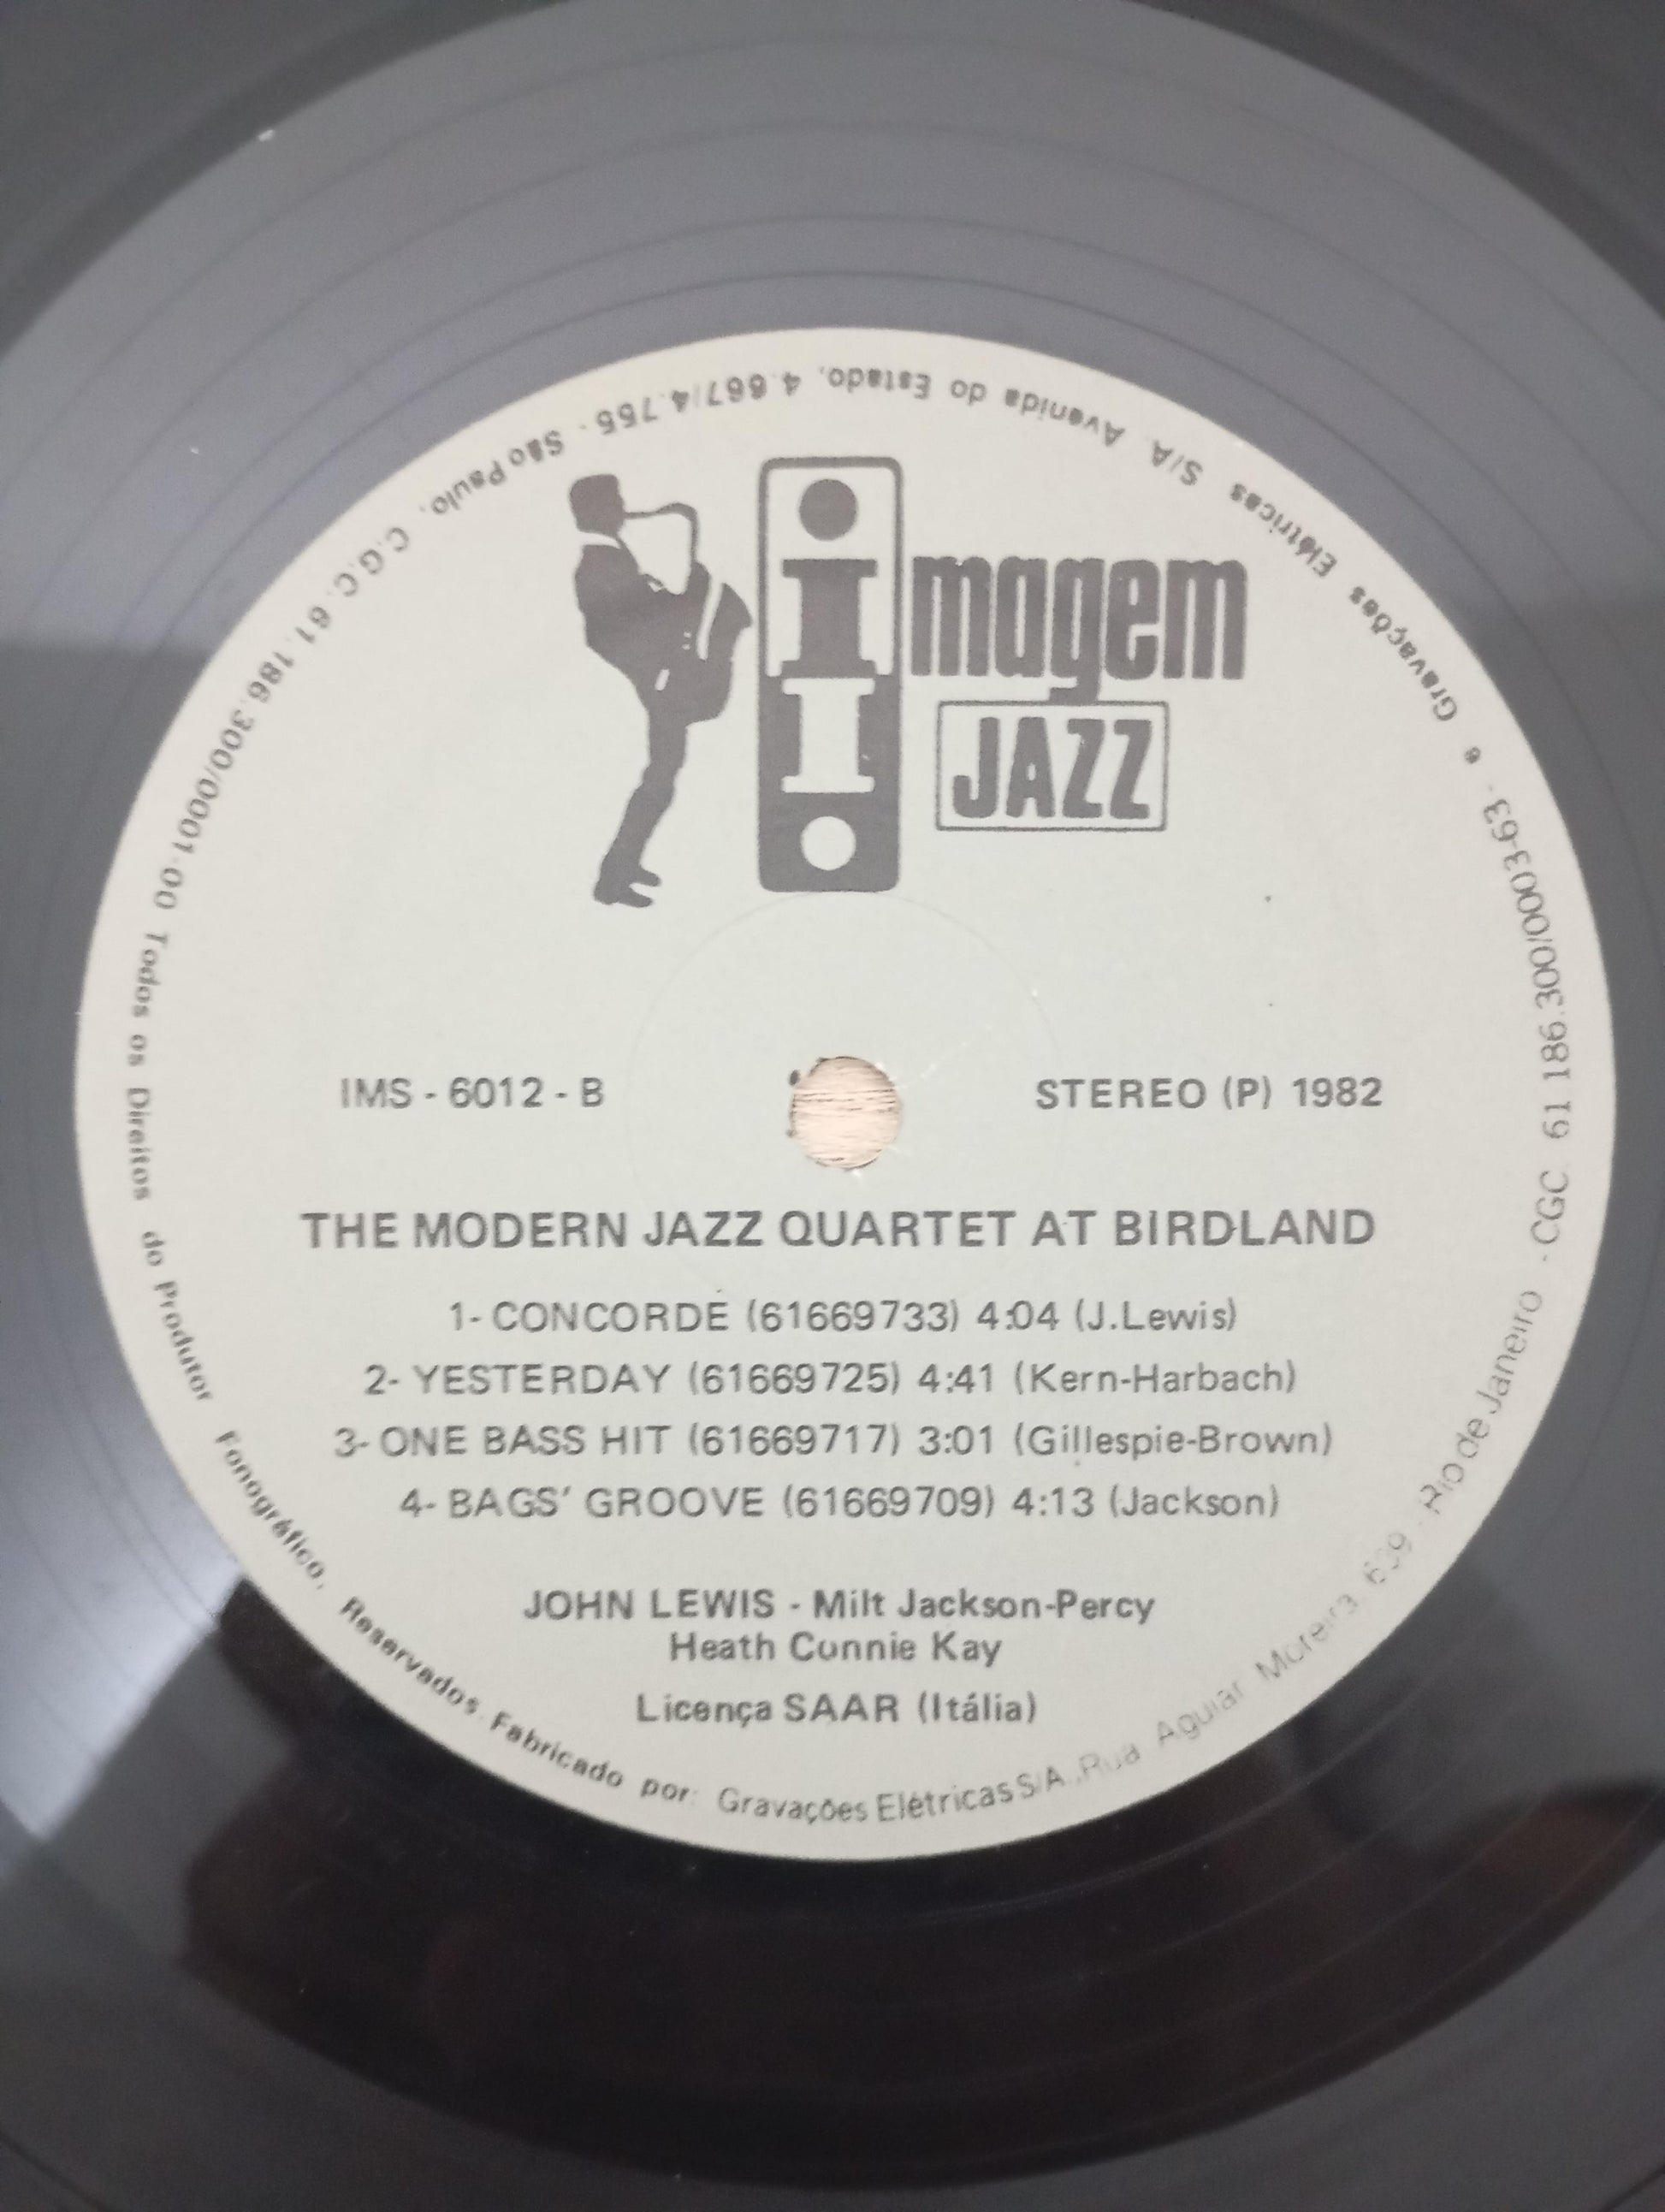 imagem
JAZZ
IMS - 6012 - B
STEREO (P) 1982
THE MODERN JAZZ QUARTET AT BIRDLAND
1- CONCORDE (61669733) 4:04 (J.Lewis)
2- YESTERDAY (61669725) 4:41 (Kern-Harbach)
3- ONE BASS HIT (61669717) 3:01 (Gillespie-Brown)
4- BAGS' GROOVE (61669709) 4:13 (Jackson)
JOHN LEWIS - Milt Jackson-Percy
Heath Connie Kay
Licença SAAR (Itália)
Todos os Direitos do Produtor Fonográfico, Reservados. Fabricado por: Gravações Elétricas S/A., Rua Aguiar Moreira, - Rio de Janeiro - CGC 61 186.300/0003-63 - e Gravações Elétricas S/A. Avenida do Estado, 4.667/4.755 - São Paulo, C.G.C. 61.186.300/0001-00